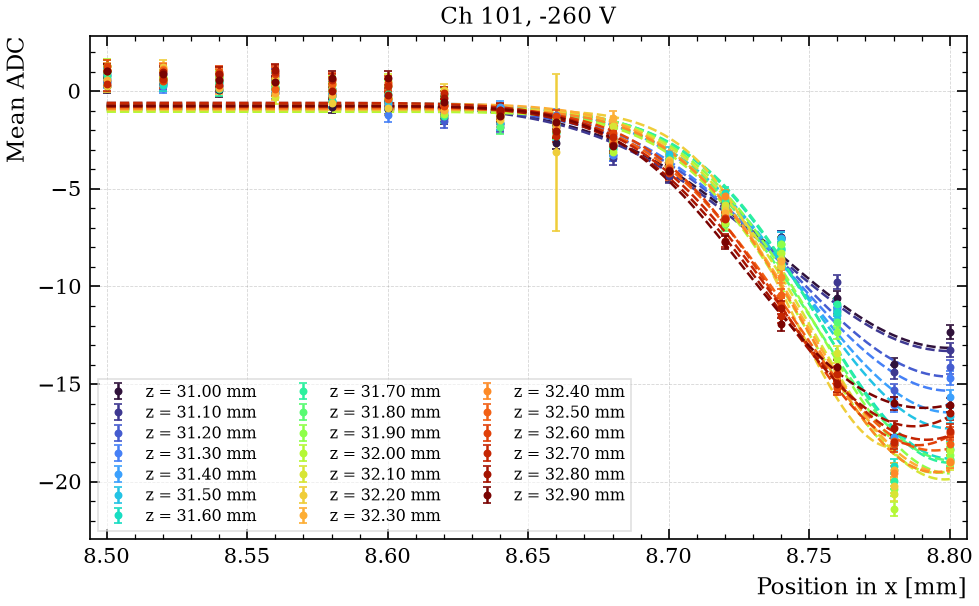 Ch 101, -260 V
Mean ADC
0
−5
−10
−15
−20
z = 31.00 mm
z = 31.10 mm
z = 31.20 mm
z = 31.30 mm
z = 31.40 mm
z = 31.50 mm
z = 31.60 mm
z = 31.70 mm
z = 31.80 mm
z = 31.90 mm
z = 32.00 mm
z = 32.10 mm
z = 32.20 mm
z = 32.30 mm
z = 32.40 mm
z = 32.50 mm
z = 32.60 mm
z = 32.70 mm
z = 32.80 mm
z = 32.90 mm
8.50 8.55 8.60 8.65 8.70 8.75 8.80
Position in x [mm]